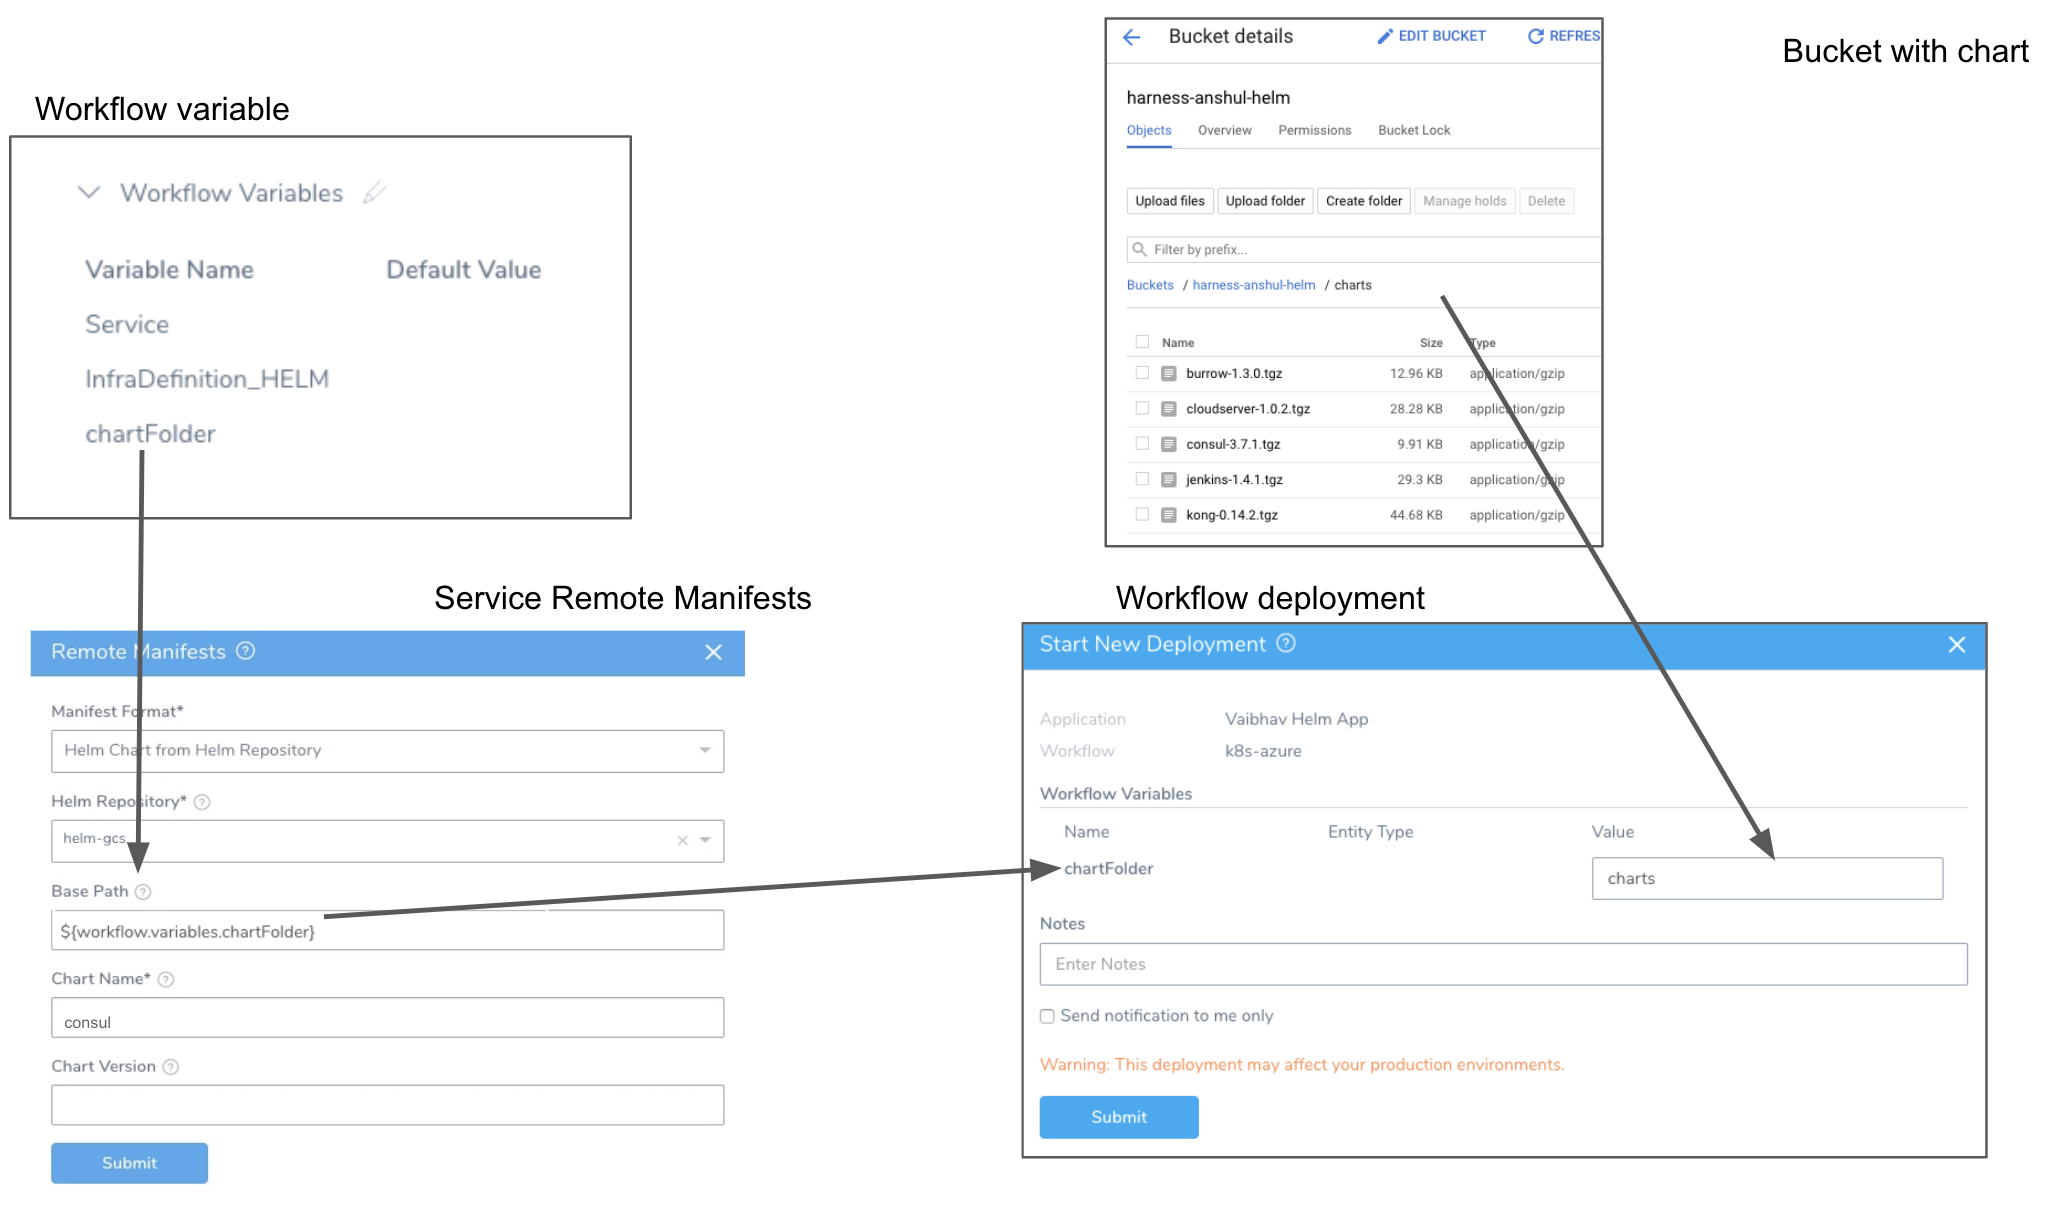 Workflow variable
Workflow Variables
Variable Name Default Value
Service
InfraDefinition_HELM
chartFolder
Bucket with chart
Bucket details EDIT BUCKET REFRES
harness-anshul-helm
Objects Overview Permissions Bucket Lock
Upload files Upload folder Create folder Manage holds Delete
Filter by prefix...
Buckets / harness-anshul-helm / charts
Name Size Type
burrow-1.3.0.tgz 12.96 KB application/gzip
cloudserver-1.0.2.tgz 28.28 KB application/gzip
consul-3.7.1.tgz 9.91 KB application/gzip
jenkins-1.4.1.tgz 29.3 KB application/gzip
kong-0.14.2.tgz 44.68 KB application/gzip
Service Remote Manifests
Remote Manifests ?
Manifest Format*
Helm Chart from Helm Repository
Helm Repository* ?
helm-gcs
Base Path ?
${workflow.variables.chartFolder}
Chart Name* ?
consul
Chart Version ?
Submit
Workflow deployment
Start New Deployment ?
Application Vaibhav Helm App
Workflow k8s-azure
Workflow Variables
Name Entity Type Value
chartFolder charts
Notes
Enter Notes
Send notification to me only
Warning: This deployment may affect your production environments.
Submit